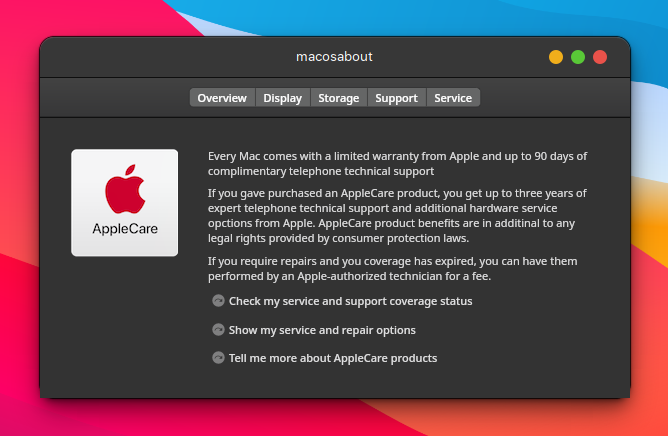 macosabout
Overview Display Storage Support Service
Every Mac comes with a limited warranty from Apple and up to 90 days of
complimentary telephone technical support
If you gave purchased an AppleCare product, you get up to three years of
expert telephone technical support and additional hardware service
options from Apple. AppleCare product benefits are in additinal to any
legal rights provided by consumer protection laws.
AppleCare
If you require repairs and you coverage has expired, you can have them
performed by an Apple-authorized technician for a fee.
Check my service and support coverage status
Show my service and repair options
Tell me more about AppleCare products